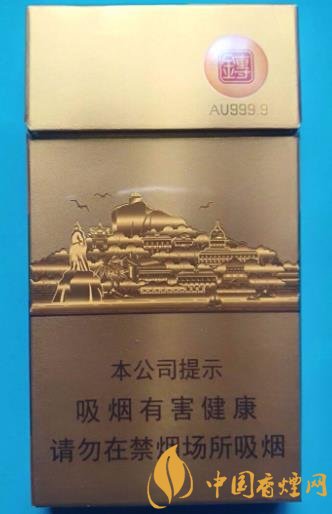 鏄
AU999.9
本公司提示
吸烟有害健康
请勿在禁烟场所吸烟
中国香烟网